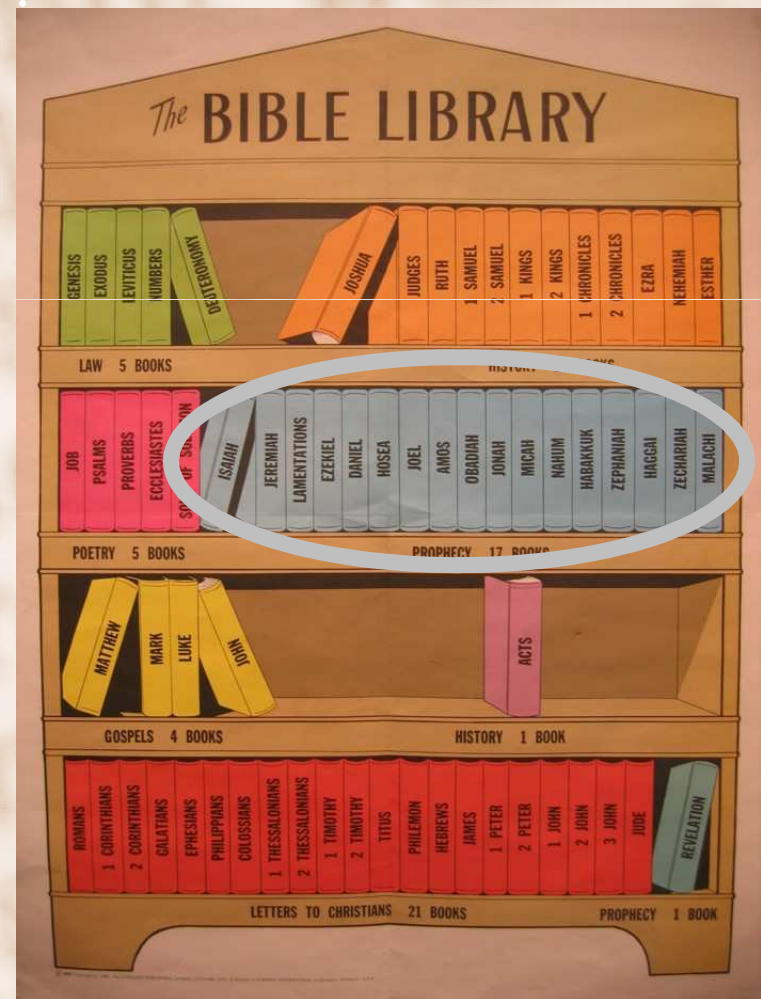 The BIBLE LIBRARY
GENESIS
EXODUS
LEVITICUS
NUMBERS
DEUTERONOMY
JOSHUA
JUDGES
RUTH
1 SAMUEL
2 SAMUEL
1 KINGS
2 KINGS
1 CHRONICLES
2 CHRONICLES
EZRA
NEHEMIAH
ESTHER
LAW 5 BOOKS
HISTORY
JOB
PSALMS
PROVERBS
ECCLESIASTES
OF
ISAIAH
JEREMIAH
LAMENTATIONS
EZEKIEL
DANIEL
HOSEA
JOEL
AMOS
OBADIAH
JONAH
MICAH
NAHUM
HABAKKUK
ZEPHANIAH
HAGGAI
ZECHARIAH
MALACHI
POETRY 5 BOOKS
PROPHECY 17 BOOKS
MATTHEW
MARK
LUKE
JOHN
ACTS
GOSPELS 4 BOOKS
HISTORY 1 BOOK
ROMANS
1 CORINTHIANS
2 CORINTHIANS
GALATIANS
EPHESIANS
PHILIPPIANS
COLOSSIANS
1 THESSALONIANS
2 THESSALONIANS
1 TIMOTHY
2 TIMOTHY
TITUS
PHILEMON
HEBREWS
JAMES
1 PETER
2 PETER
1 JOHN
2 JOHN
3 JOHN
JUDE
REVELATION
LETTERS TO CHRISTIANS 21 BOOKS
PROPHECY 1 BOOK